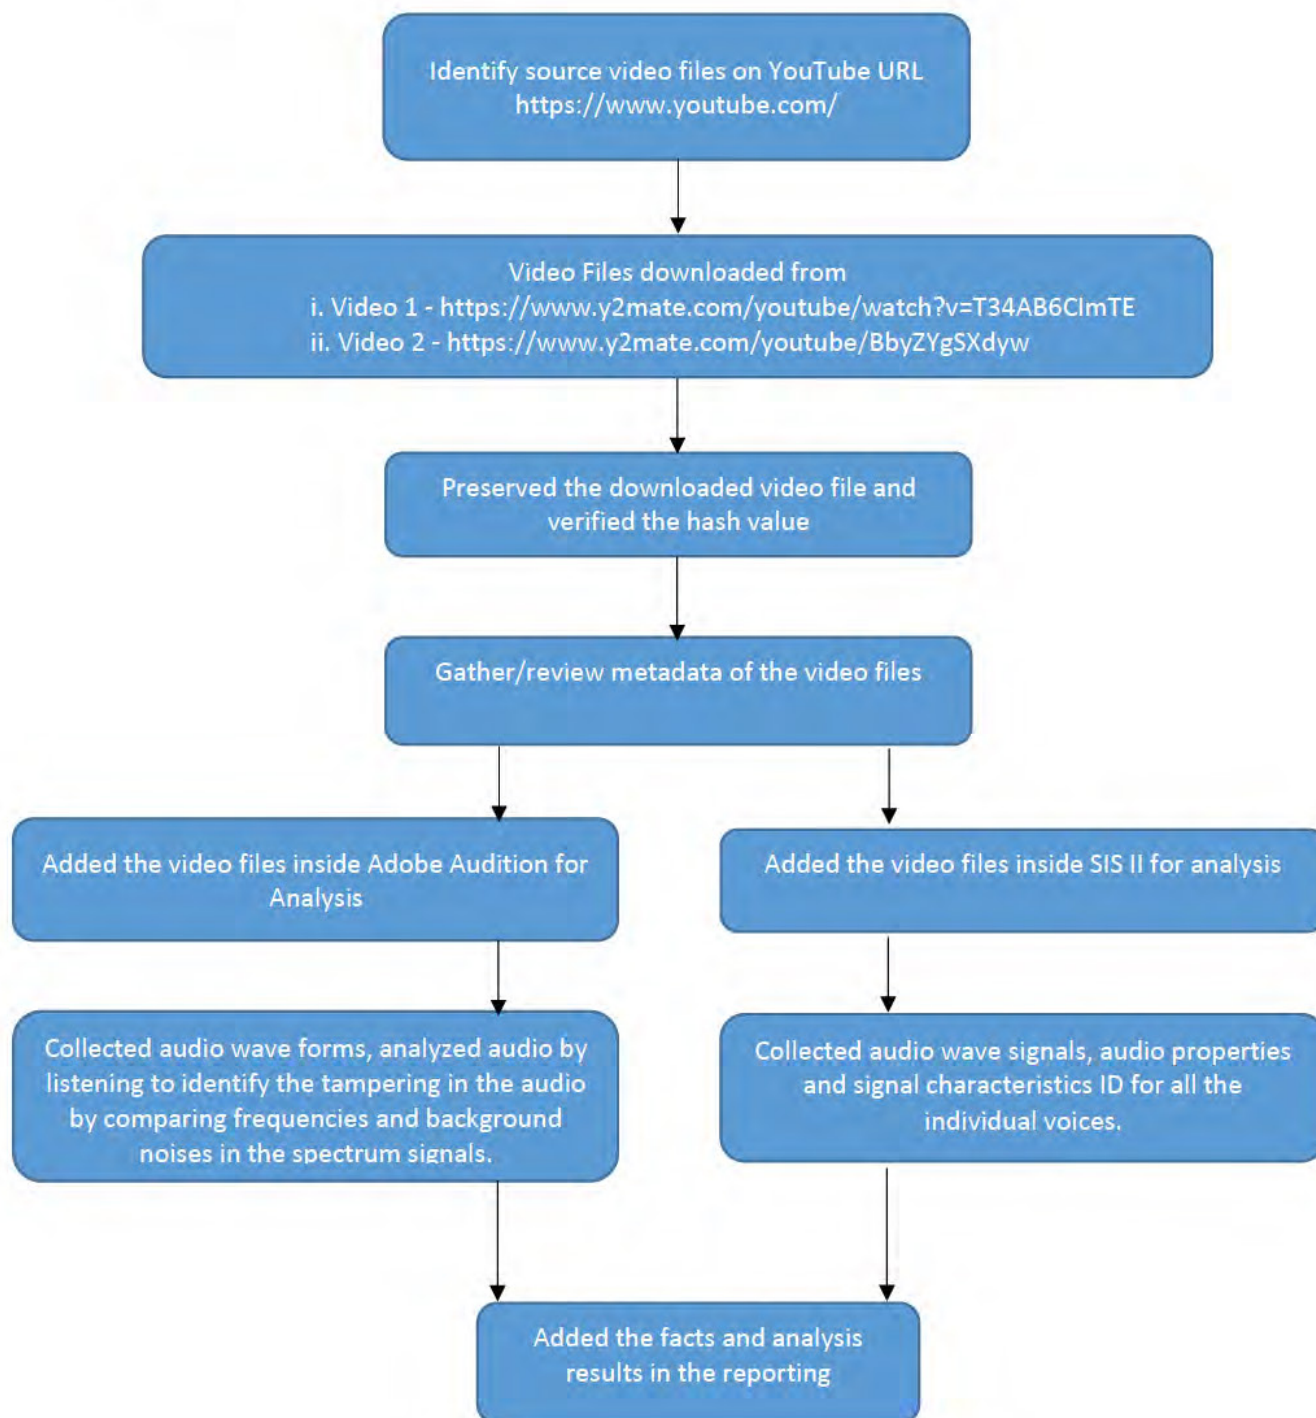 Identify source video files on YouTube URL
https://www.youtube.com/
Video Files downloaded from
i. Video 1 - https://www.y2mate.com/youtube/watch?v=T34AB6CImTE
ii. Video 2 - https://www.y2mate.com/youtube/BbyZYgSXdyw
Preserved the downloaded video file and
verified the hash value
Gather/review metadata of the video files
Added the video files inside Adobe Audition for
Analysis
Added the video files inside SIS II for analysis
Collected audio wave forms, analyzed audio by
listening to identify the tampering in the audio
by comparing frequencies and background
noises in the spectrum signals.
Collected audio wave signals, audio properties
and signal characteristics ID for all the
individual voices.
Added the facts and analysis
results in the reporting